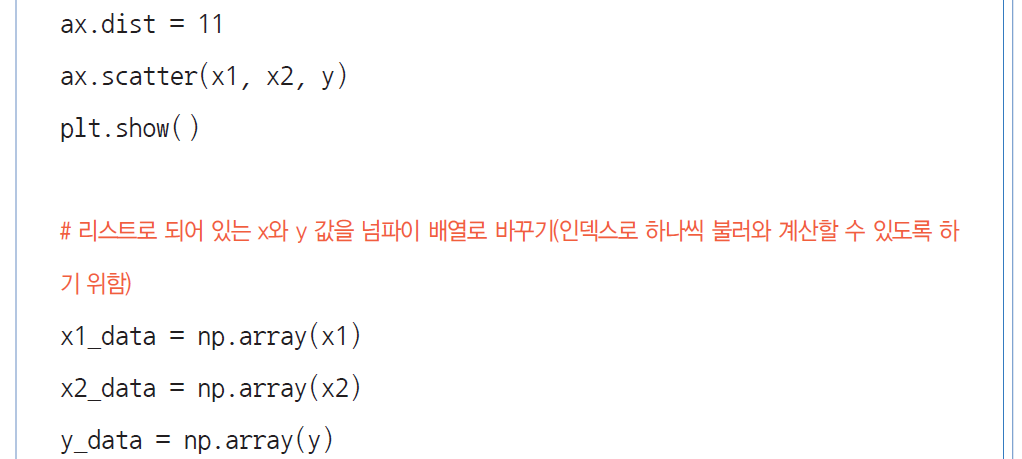 ax.dist = 11
ax.scatter(x1, x2, y)
plt.show()
# 리스트로 되어 있는 x와 y 값을 넘파이 배열로 바꾸기(인덱스로 하나씩 불러와 계산할 수 있도록 하
기 위함)
x1_data = np.array(x1)
x2_data = np.array(x2)
y_data = np.array(y)